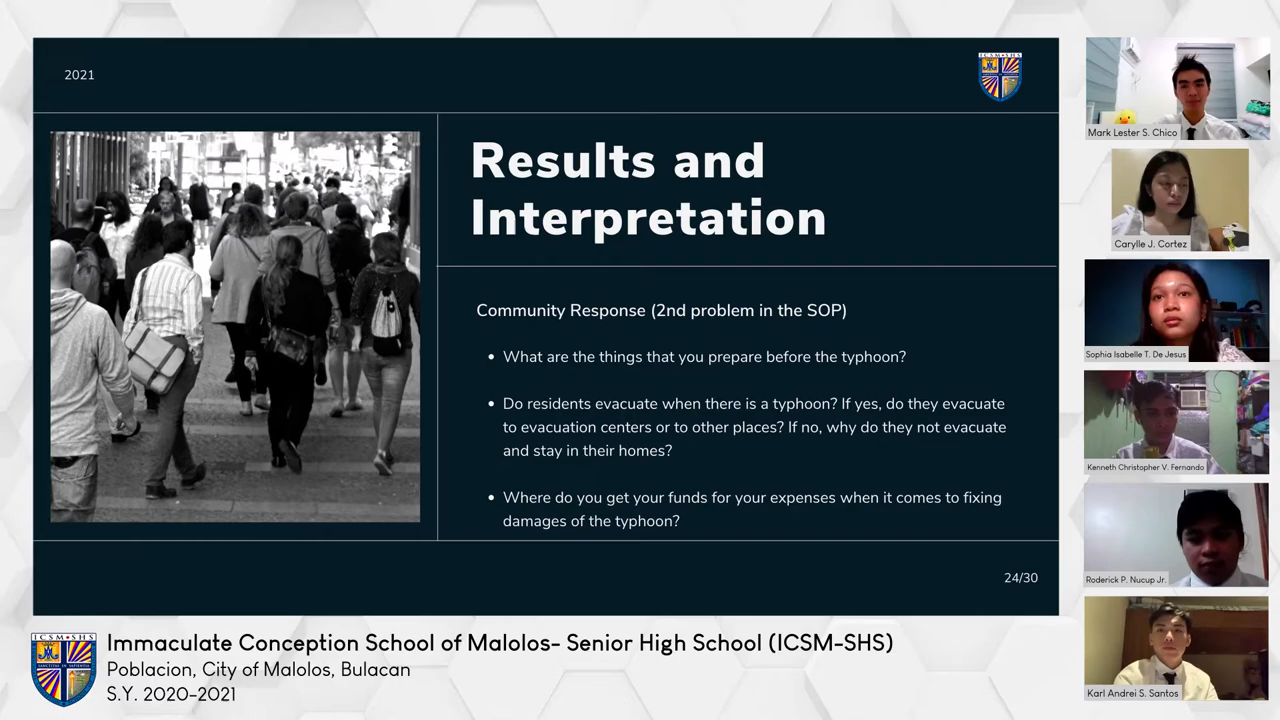 2021
ICSM-SHS
Results and
Interpretation
Community Response (2nd problem in the SOP)
• What are the things that you prepare before the typhoon?
• Do residents evacuate when there is a typhoon? If yes, do they evacuate
to evacuation centers or to other places? If no, why do they not evacuate
and stay in their homes?
• Where do you get your funds for your expenses when it comes to fixing
damages of the typhoon?
24/30
Mark Lester S. Chico
Carylle J. Cortez
Sophia Isabelle T. De Jesus
Kenneth Christopher V. Fernando
Roderick P. Nucup Jr.
Karl Andrei S. Santos
ICSM•SHS
Immaculate Conception School of Malolos- Senior High School (ICSM-SHS)
Poblacion, City of Malolos, Bulacan
S.Y. 2020-2021